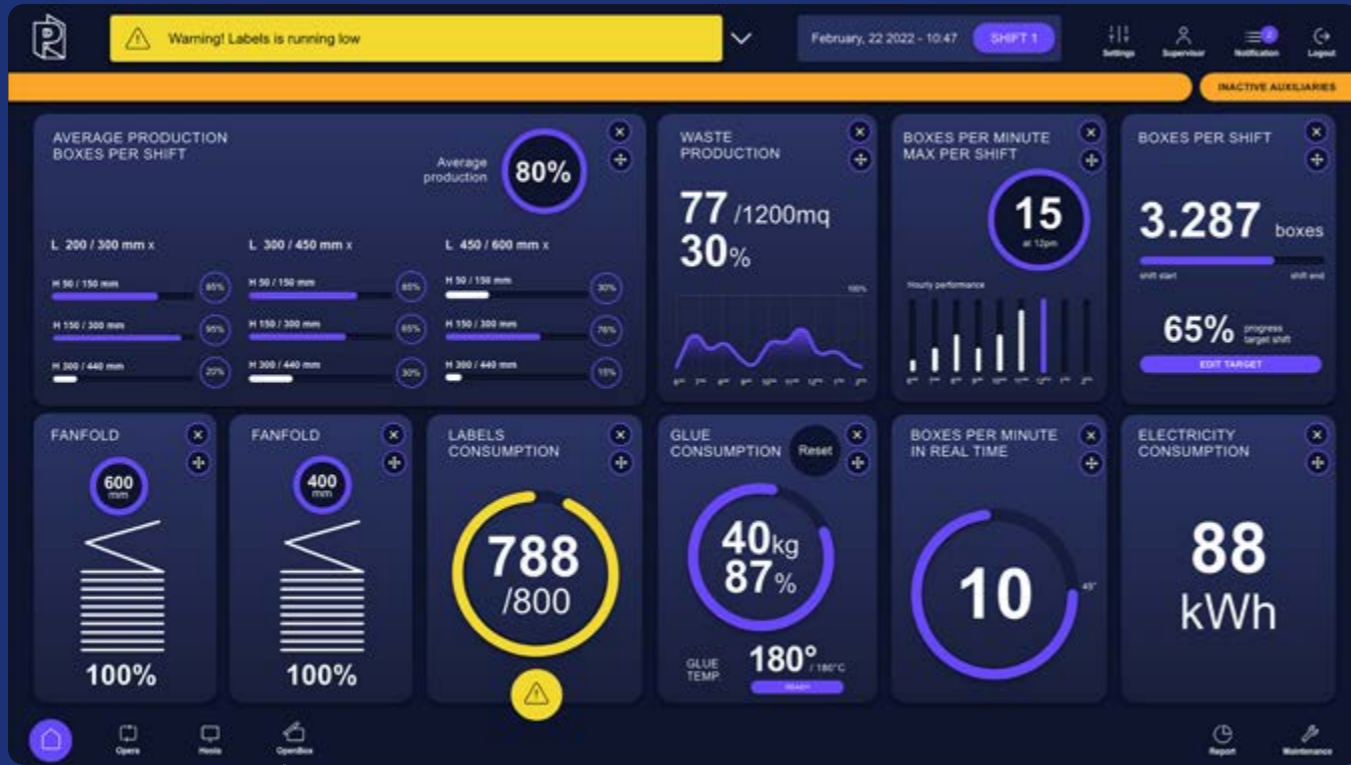 Warning! Labels is running low
February, 22 2022 - 10:47
SHIFT 1
Settings
Supervisor
Notification
2
Logout
INACTIVE AUXILIARIES
AVERAGE PRODUCTION
BOXES PER SHIFT
Average
production
80%
L 200 / 300 mm x
H 50 / 150 mm
85%
H 150 / 300 mm
95%
H 300 / 440 mm
20%
L 300 / 450 mm x
H 50 / 150 mm
85%
H 150 / 300 mm
65%
H 300 / 440 mm
30%
L 450 / 600 mm x
H 50 / 150 mm
30%
H 150 / 300 mm
76%
H 300 / 440 mm
15%
WASTE
PRODUCTION
77 /1200mq
30%
100%
BOXES PER MINUTE
MAX PER SHIFT
15
at 12pm
Hourly performance
BOXES PER SHIFT
3.287 boxes
shift start
shift end
65% progress
target shift
EDIT TARGET
FANFOLD
600
mm
100%
FANFOLD
400
mm
100%
LABELS
CONSUMPTION
788
/800
GLUE
CONSUMPTION
Reset
40kg
87%
GLUE
TEMP.
180° / 180°C
READY
BOXES PER MINUTE
IN REAL TIME
10
45"
ELECTRICITY
CONSUMPTION
88
kWh
Opera
OpenBox
Report
Maintenance